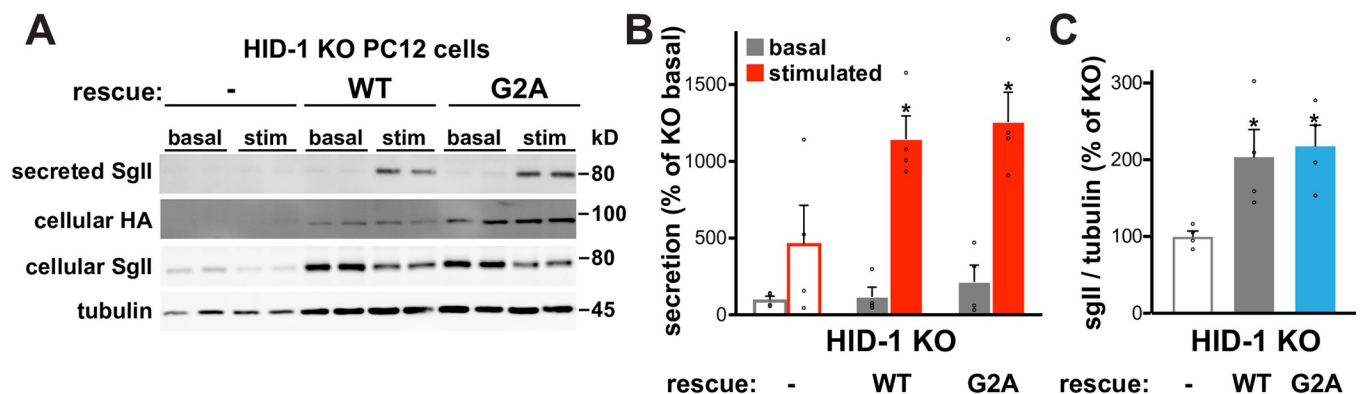 A
HID-1 KO PC12 cells
rescue: - WT G2A
basal stim basal stim basal stim kD
secreted SgII
80
cellular HA
100
cellular SgII
80
tubulin
45
B
basal
stimulated
secretion (% of KO basal)
1500
1000
500
0
* *
HID-1 KO
rescue: - WT G2A
C
sgII / tubulin (% of KO)
300
200
100
0
* *
HID-1 KO
rescue: - WT G2A